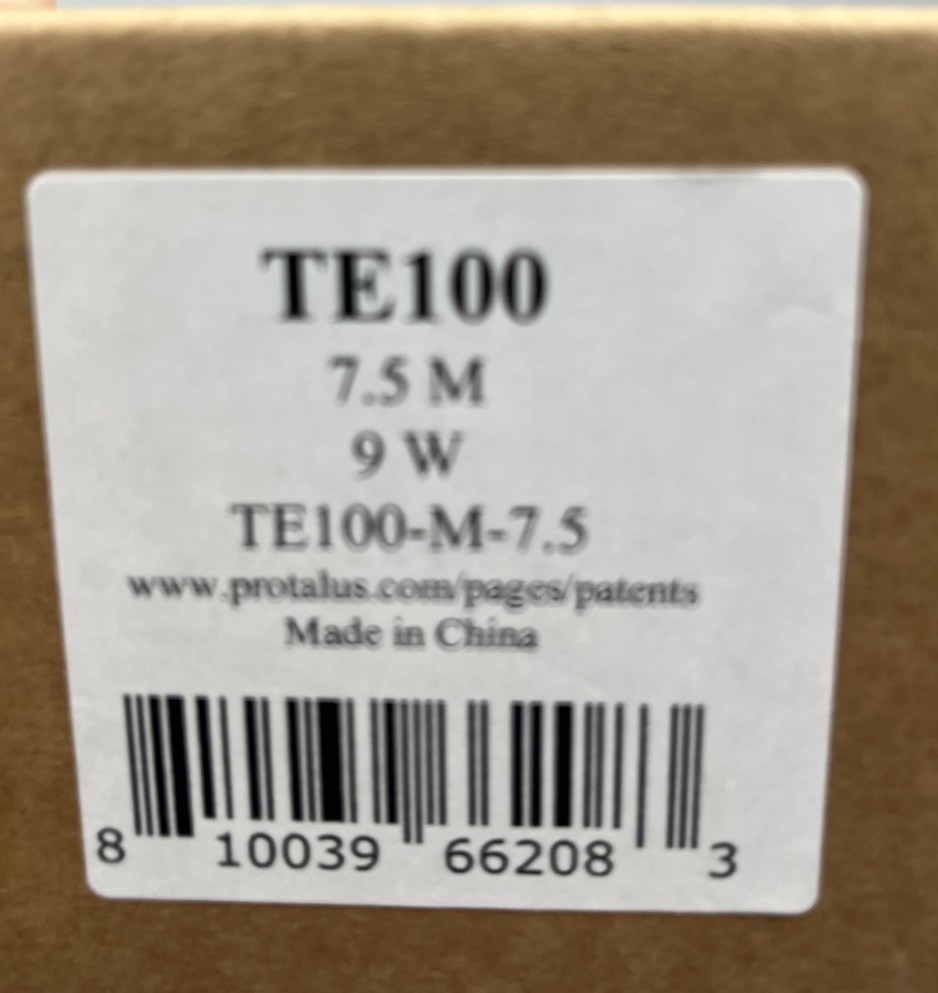 TE100
7.5 M
9 W
TE100-M-7.5
www.protalus.com/pages/patents
Made in China
8 10039 66208 3